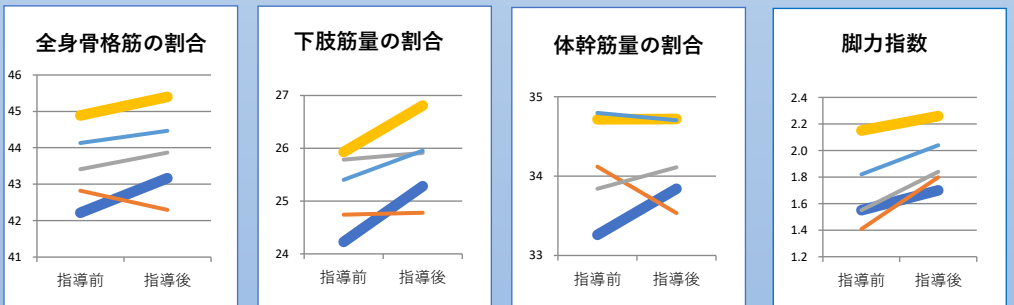 全身骨格筋の割合
46
45
44
43
42
41
指導前 指導後
下肢筋量の割合
27
26
25
24
指導前 指導後
体幹筋量の割合
35
34
33
指導前 指導後
脚力指数
2.4
2.2
2.0
1.8
1.6
1.4
1.2
指導前 指導後